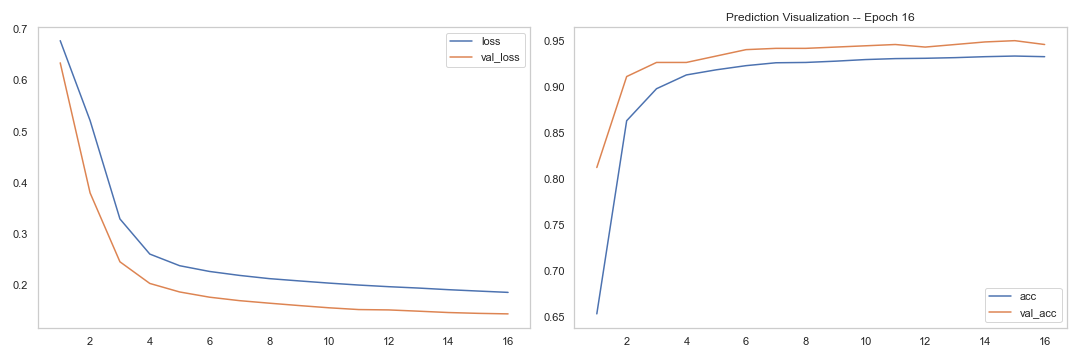 0.7
0.6
0.5
0.4
0.3
0.2
2 4 6 8 10 12 14 16
loss
val_loss
Prediction Visualization -- Epoch 16
0.95
0.90
0.85
0.80
0.75
0.70
0.65
2 4 6 8 10 12 14 16
acc
val_acc